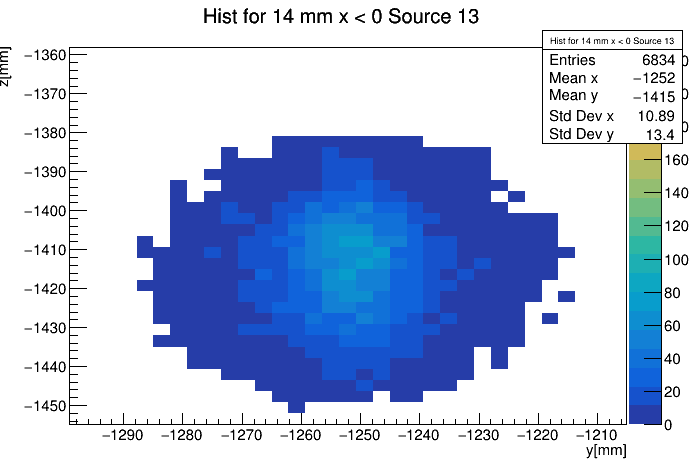 Hist for 14 mm x < 0 Source 13
Hist for 14 mm x < 0 Source 13
Entries 6834
Mean x −1252
Mean y −1415
Std Dev x 10.89
Std Dev y 13.4
z[mm]
−1360
−1370
−1380
−1390
−1400
−1410
−1420
−1430
−1440
−1450
160
140
120
100
80
60
40
20
0
−1290 −1280 −1270 −1260 −1250 −1240 −1230 −1220 −1210
y[mm]